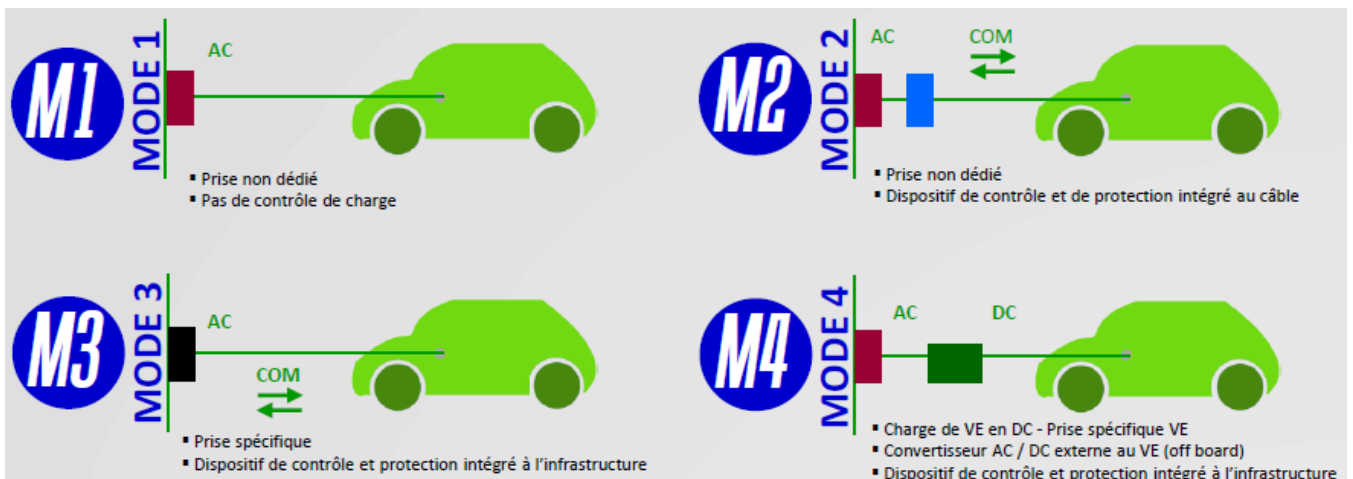 M1
MODE 1
AC
▪ Prise non dédié
▪ Pas de contrôle de charge
M2
MODE 2
AC
COM
▪ Prise non dédié
▪ Dispositif de contrôle et de protection intégré au câble
M3
MODE 3
AC
COM
▪ Prise spécifique
▪ Dispositif de contrôle et protection intégré à l'infrastructure
M4
MODE 4
AC
DC
▪ Charge de VE en DC - Prise spécifique VE
▪ Convertisseur AC / DC externe au VE (off board)
▪ Dispositif de contrôle et protection intégré à l'infrastructure